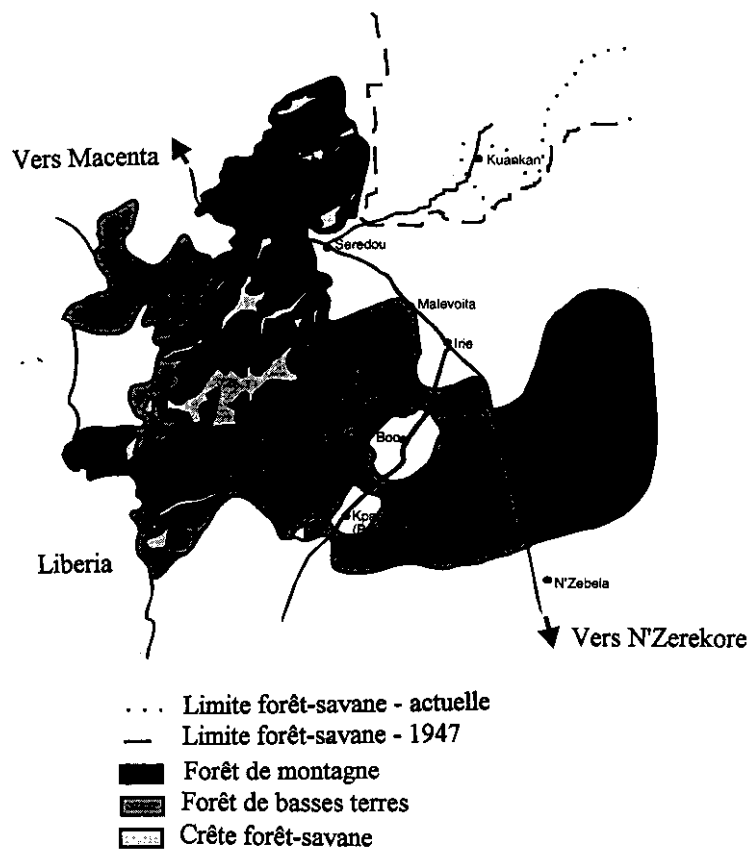 Vers Macenta
Kuankan
Seredou
Malevoita
Irie
Boo
Liberia
N'Zebela
Vers N'Zerekore
Limite forêt-savane - actuelle
Limite forêt-savane - 1947
Forêt de montagne
Forêt de basses terres
Crête forêt-savane